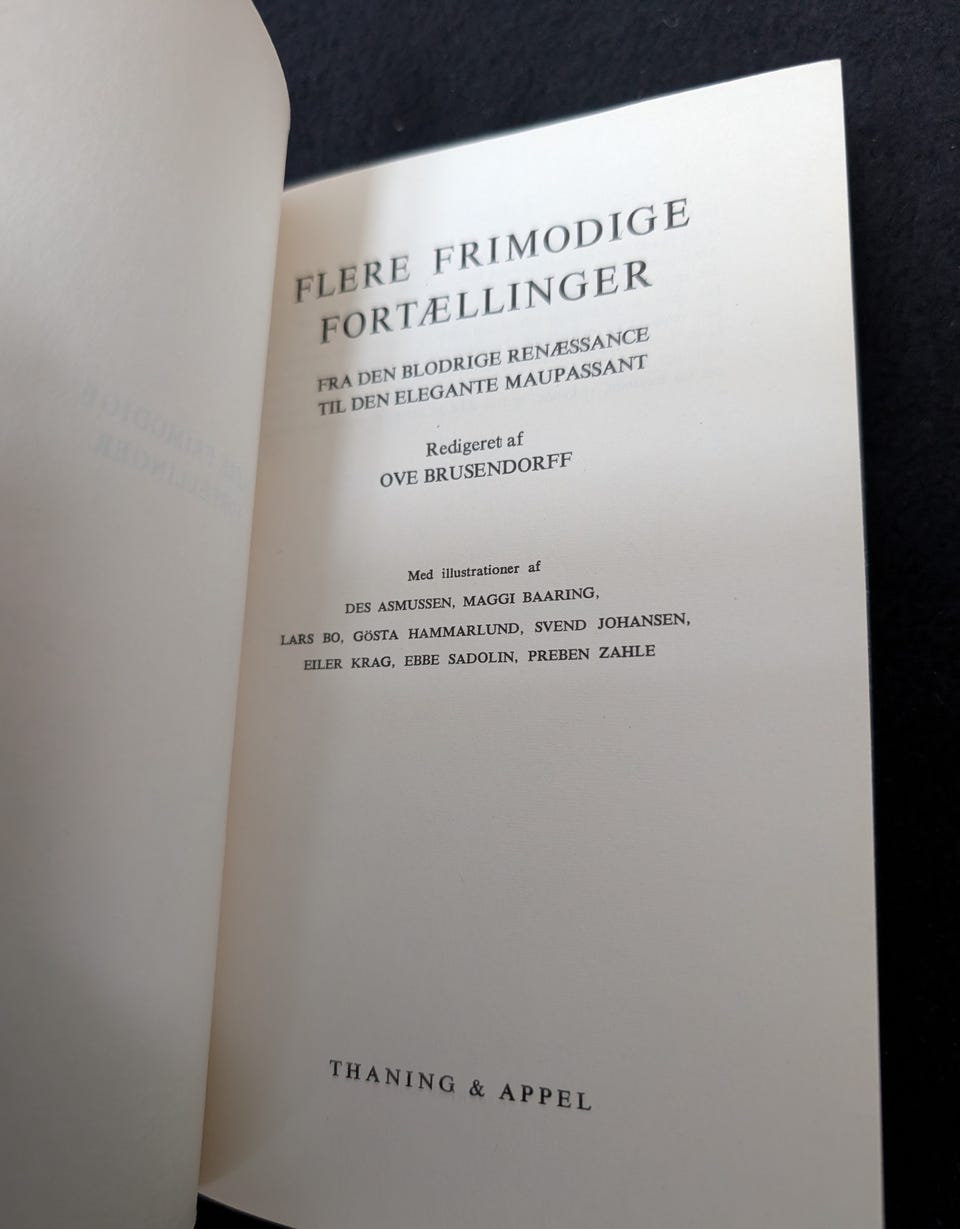 FLERE FRIMODIGE
FORTÆLLINGER
FRA DEN BLODRIGE RENÆSSANCE
TIL DEN ELEGANTE MAUPASSANT
Redigeret af
OVE BRUSENDORFF
Med illustrationer af
DES ASMUSSEN, MAGGI BAARING,
LARS BO, GÖSTA HAMMARLUND, SVEND JOHANSEN,
EILER KRAG, EBBE SADOLIN, PREBEN ZAHLE
THANING & APPEL